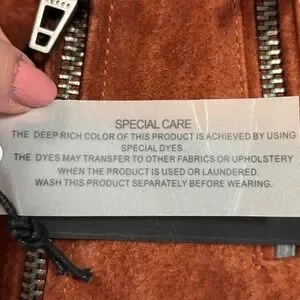 SPECIAL CARE
THE DEEP RICH COLOR OF THIS PRODUCT IS ACHIEVED BY USING
SPECIAL DYES.
THE DYES MAY TRANSFER TO OTHER FABRICS OR UPHOLSTERY
WHEN THE PRODUCT IS USED OR LAUNDERED.
WASH THIS PRODUCT SEPARATELY BEFORE WEARING.